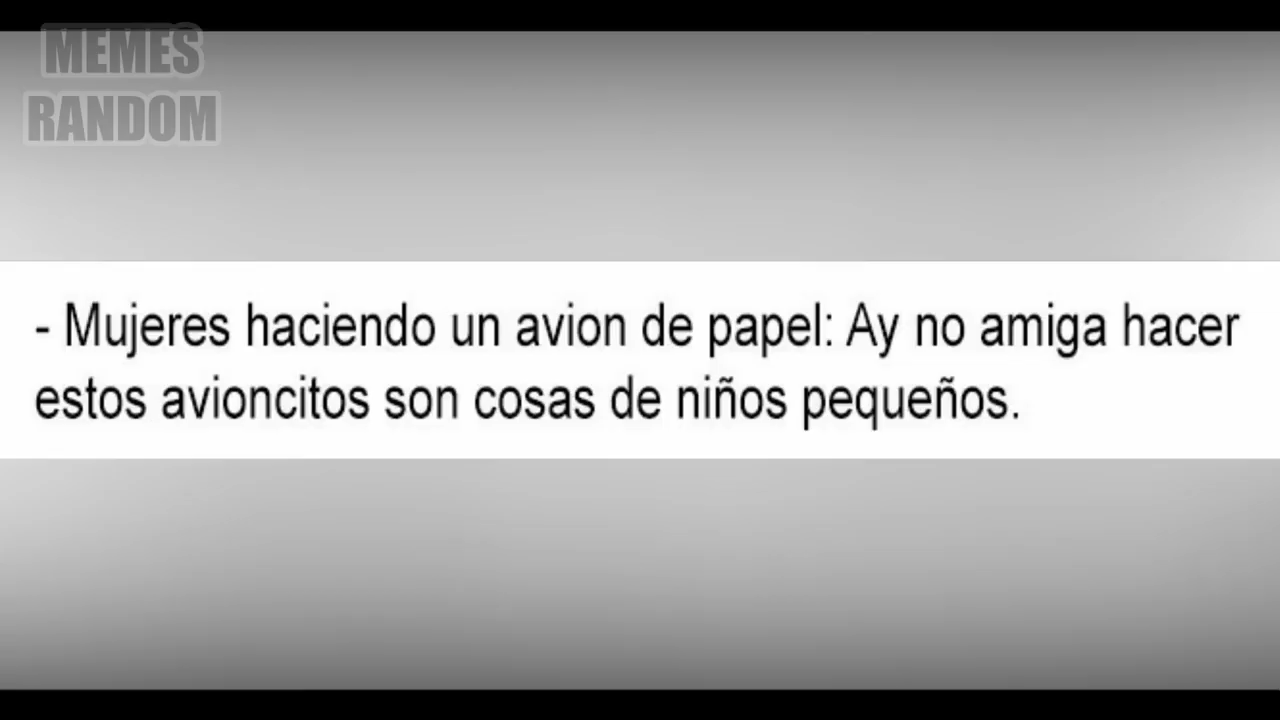 MEMES
RANDOM
- Mujeres haciendo un avion de papel: Ay no amiga hacer
estos avioncitos son cosas de niños pequeños.